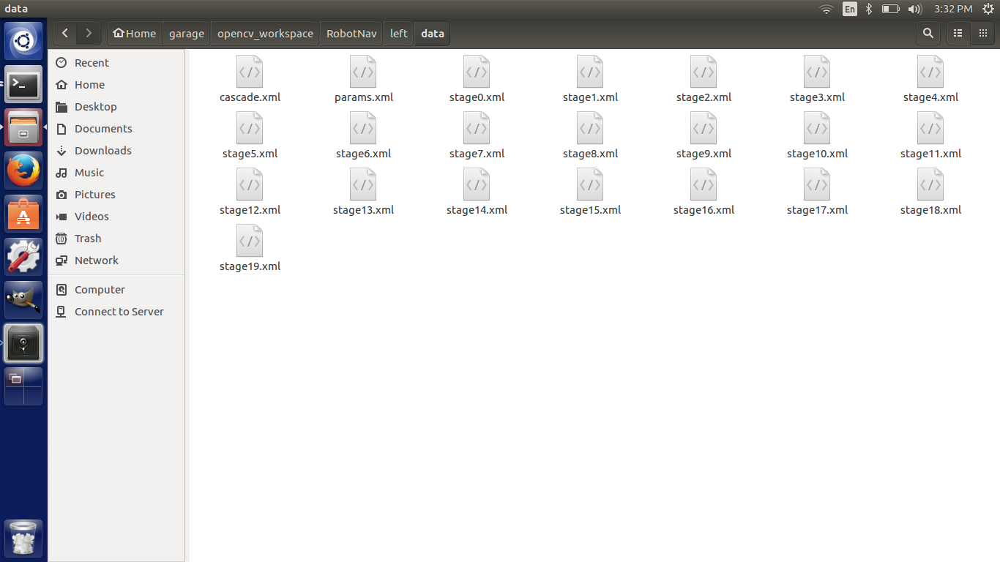 data
En
3:32 PM
Home garage opencv_workspace RobotNav left data
Recent
Home
Desktop
Documents
Downloads
Music
Pictures
Videos
Trash
Network
Computer
Connect to Server
cascade.xml params.xml stage0.xml stage1.xml stage2.xml stage3.xml stage4.xml
stage5.xml stage6.xml stage7.xml stage8.xml stage9.xml stage10.xml stage11.xml
stage12.xml stage13.xml stage14.xml stage15.xml stage16.xml stage17.xml stage18.xml
stage19.xml